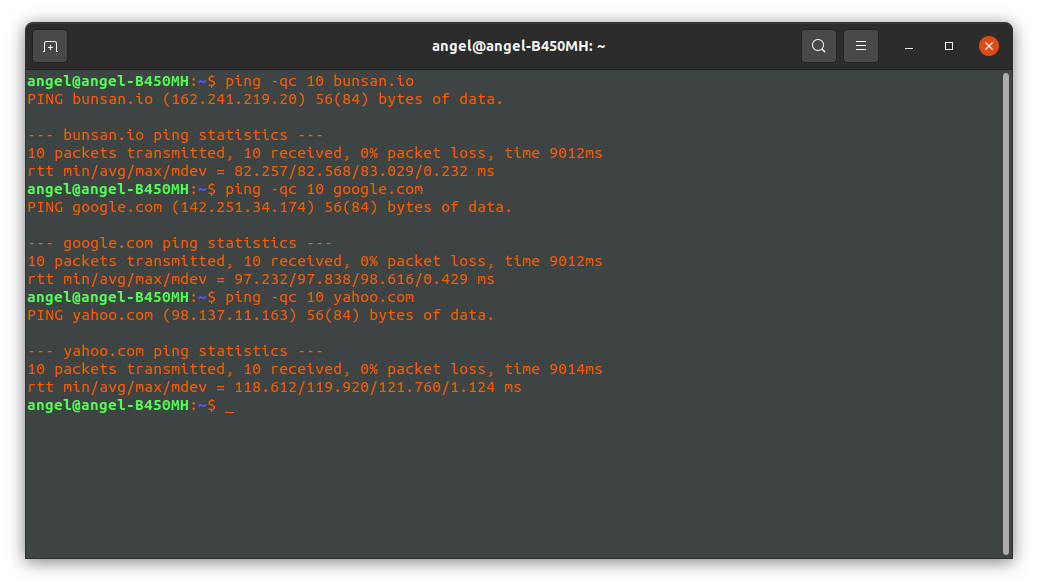 angel@angel-B450MH: ~
angel@angel-B450MH:~$ ping -qc 10 bunsan.io
PING bunsan.io (162.241.219.20) 56(84) bytes of data.
--- bunsan.io ping statistics ---
10 packets transmitted, 10 received, 0% packet loss, time 9012ms
rtt min/avg/max/mdev = 82.257/82.568/83.029/0.232 ms
angel@angel-B450MH:~$ ping -qc 10 google.com
PING google.com (142.251.34.174) 56(84) bytes of data.
--- google.com ping statistics ---
10 packets transmitted, 10 received, 0% packet loss, time 9012ms
rtt min/avg/max/mdev = 97.232/97.838/98.616/0.429 ms
angel@angel-B450MH:~$ ping -qc 10 yahoo.com
PING yahoo.com (98.137.11.163) 56(84) bytes of data.
--- yahoo.com ping statistics ---
10 packets transmitted, 10 received, 0% packet loss, time 9014ms
rtt min/avg/max/mdev = 118.612/119.920/121.760/1.124 ms
angel@angel-B450MH:~$ _